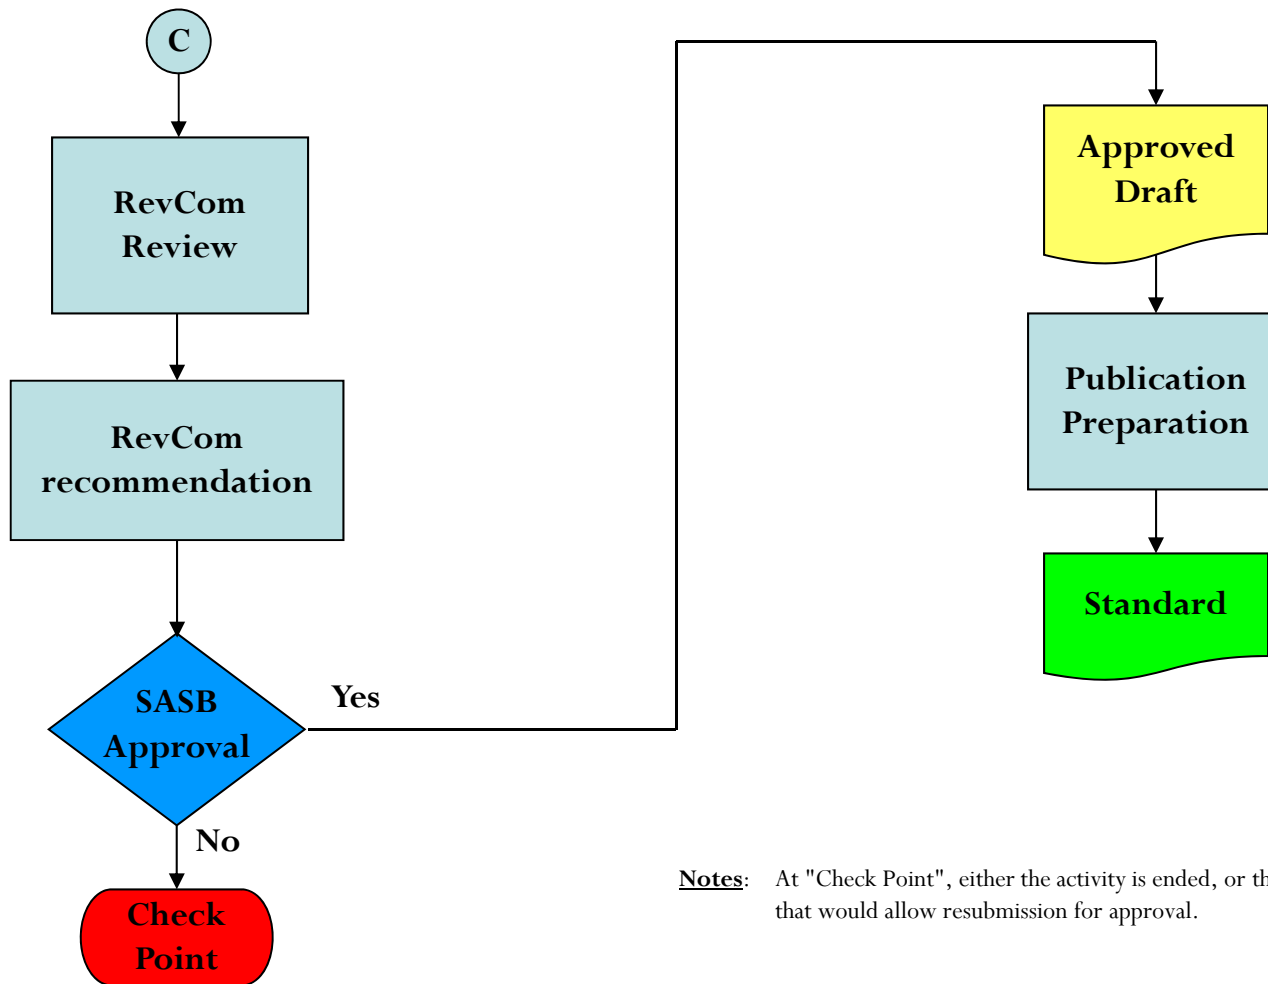 C
RevCom
Review
RevCom
recommendation
SASB
Approval
Yes
No
Check
Point
Approved
Draft
Publication
Preparation
Standard
Notes: At "Check Point", either the activity is ended, or
that would allow resubmission for approval.